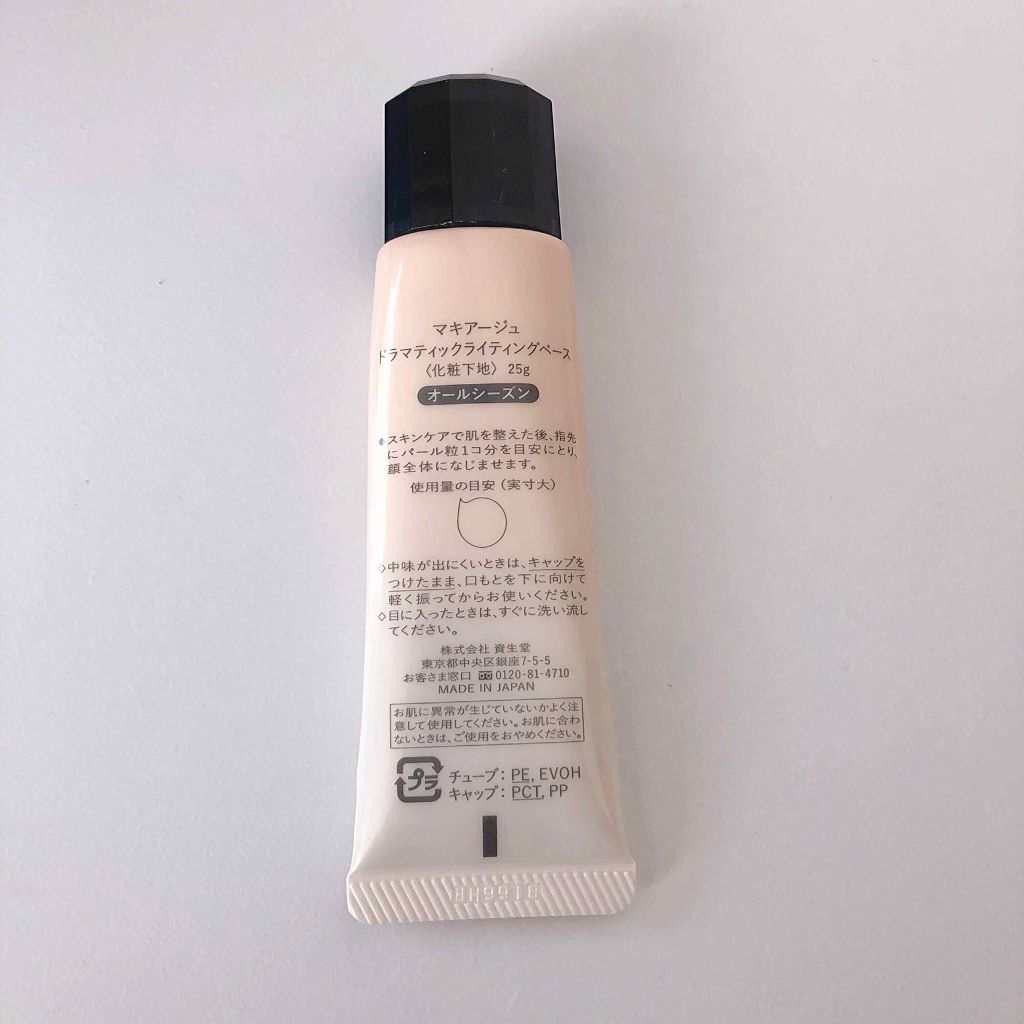 マキアージュ
ドラマティックライティングベース
〈化粧下地〉 25g
オールシーズン
●スキンケアで肌を整えた後、指先
にパール粒1コ分を目安にとり、
顔全体になじませます。
使用量の目安（実寸大）
◇中味が出にくいときは、キャップを
つけたまま、口もとを下に向けて
軽く振ってからお使いください。
◇目に入ったときは、すぐに洗い流し
てください。
株式会社 資生堂
東京都中央区銀座7-5-5
お客さま窓口 0120-81-4710
MADE IN JAPAN
お肌に異常が生じていないかよく注
意して使用してください。お肌に合わ
ないときは、ご使用をおやめください。
プラ
チューブ：PE, EVOH
キャップ：PCT, PP